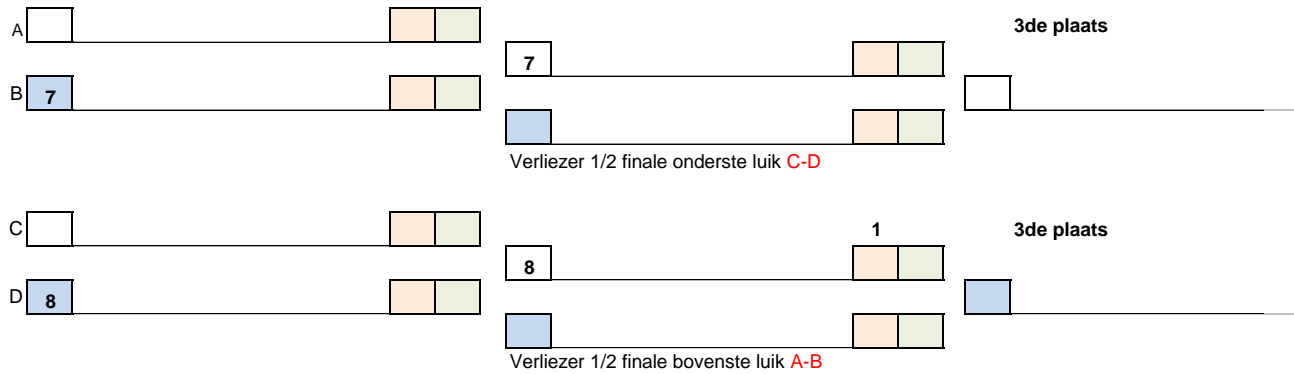 A
3de plaats
7
B 7
Verliezer 1/2 finale onderste luik C-D
C
1
3de plaats
8
D 8
Verliezer 1/2 finale bovenste luik A-B